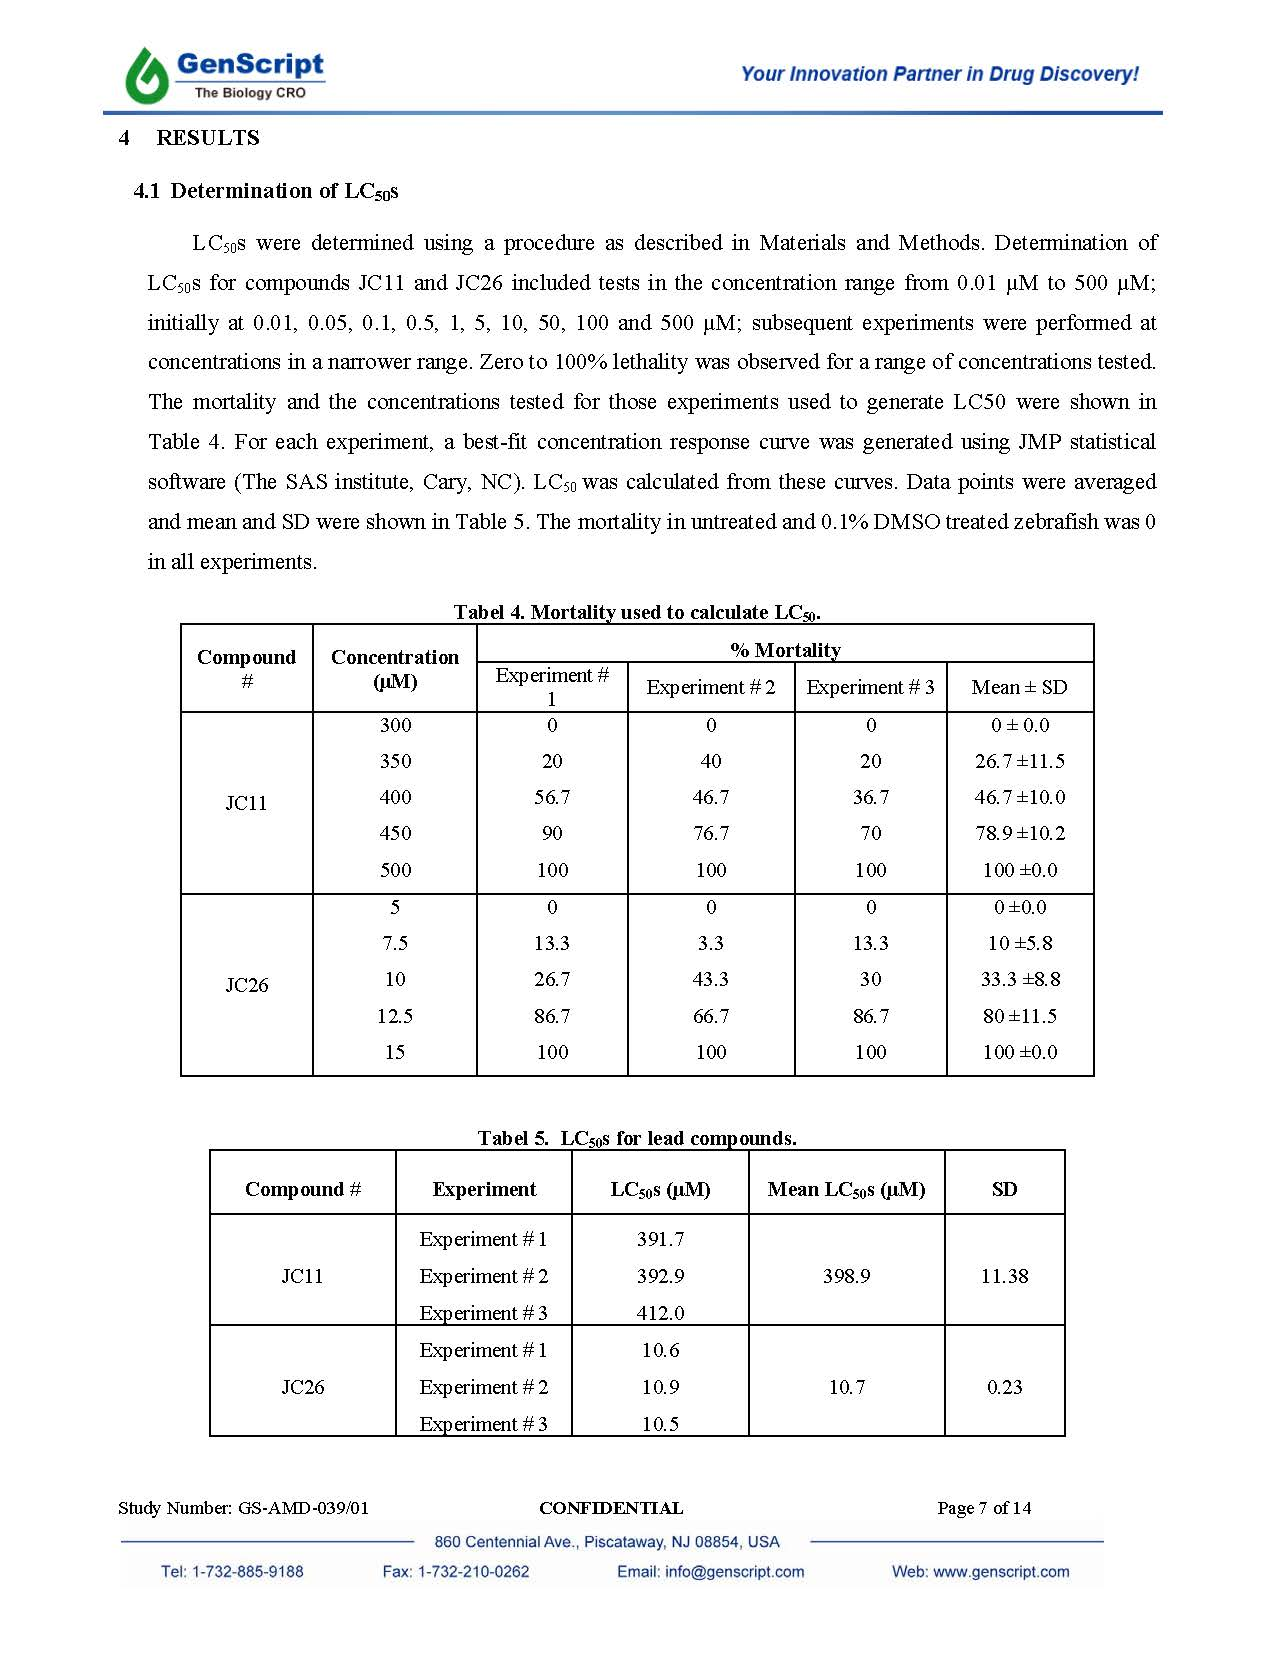 GenScript
The Biology CRO
Your Innovation Partner in Drug Discovery!
4 RESULTS
4.1 Determination of LC50s
LC50s were determined using a procedure as described in Materials and Methods. Determination of
LC50s for compounds JC11 and JC26 included tests in the concentration range from 0.01 µM to 500 µM;
initially at 0.01, 0.05, 0.1, 0.5, 1, 5, 10, 50, 100 and 500 µM; subsequent experiments were performed at
concentrations in a narrower range. Zero to 100% lethality was observed for a range of concentrations tested.
The mortality and the concentrations tested for those experiments used to generate LC50 were shown in
Table 4. For each experiment, a best-fit concentration response curve was generated using JMP statistical
software (The SAS institute, Cary, NC). LC50 was calculated from these curves. Data points were averaged
and mean and SD were shown in Table 5. The mortality in untreated and 0.1% DMSO treated zebrafish was 0
in all experiments.
Tabel 4. Mortality used to calculate LC50.
Compound # Concentration (µM) % Mortality
Experiment # 1 Experiment # 2 Experiment # 3 Mean ± SD
JC11
300 0 0 0 0 ± 0.0
350 20 40 20 26.7 ±11.5
400 56.7 46.7 36.7 46.7 ±10.0
450 90 76.7 70 78.9 ±10.2
500 100 100 100 100 ±0.0
JC26
5 0 0 0 0 ±0.0
7.5 13.3 3.3 13.3 10 ±5.8
10 26.7 43.3 30 33.3 ±8.8
12.5 86.7 66.7 86.7 80 ±11.5
15 100 100 100 100 ±0.0
Tabel 5. LC50s for lead compounds.
Compound # Experiment LC50s (µM) Mean LC50s (µM) SD
Experiment # 1 391.7
JC11 Experiment # 2 392.9 398.9 11.38
Experiment # 3 412.0
Experiment # 1 10.6
JC26 Experiment # 2 10.9 10.7 0.23
Experiment # 3 10.5
Study Number: GS-AMD-039/01 CONFIDENTIAL Page 7 of 14
860 Centennial Ave., Piscataway, NJ 08854, USA
Tel: 1-732-885-9188 Fax: 1-732-210-0262 Email: info@genscript.com Web: www.genscript.com